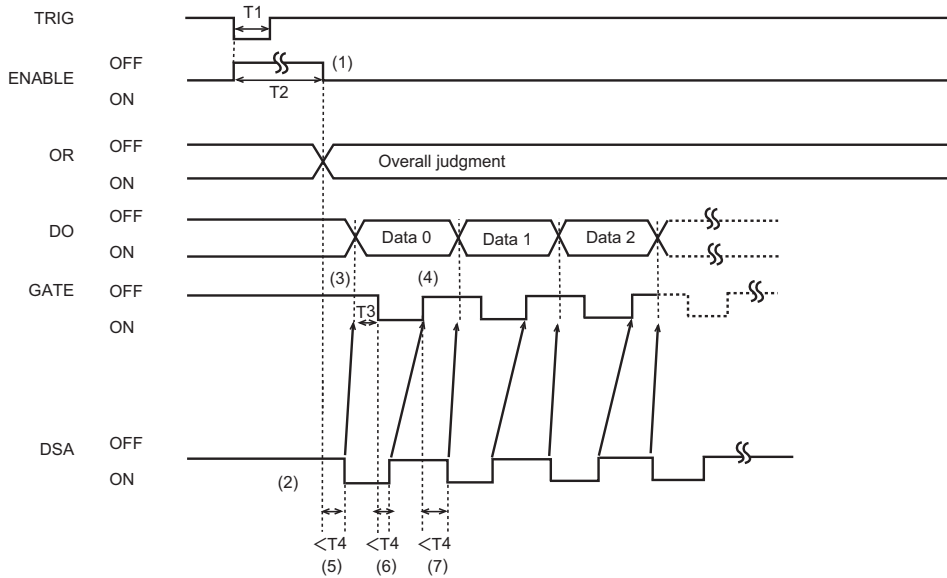 TRIG
T1
OFF
ENABLE
(1)
T2
ON
OFF
OR
Overall judgment
ON
OFF
DO
Data 0
Data 1
Data 2
ON
(3)
(4)
GATE
OFF
T3
ON
OFF
DSA
ON
(2)
<T4
<T4
<T4
(5)
(6)
(7)